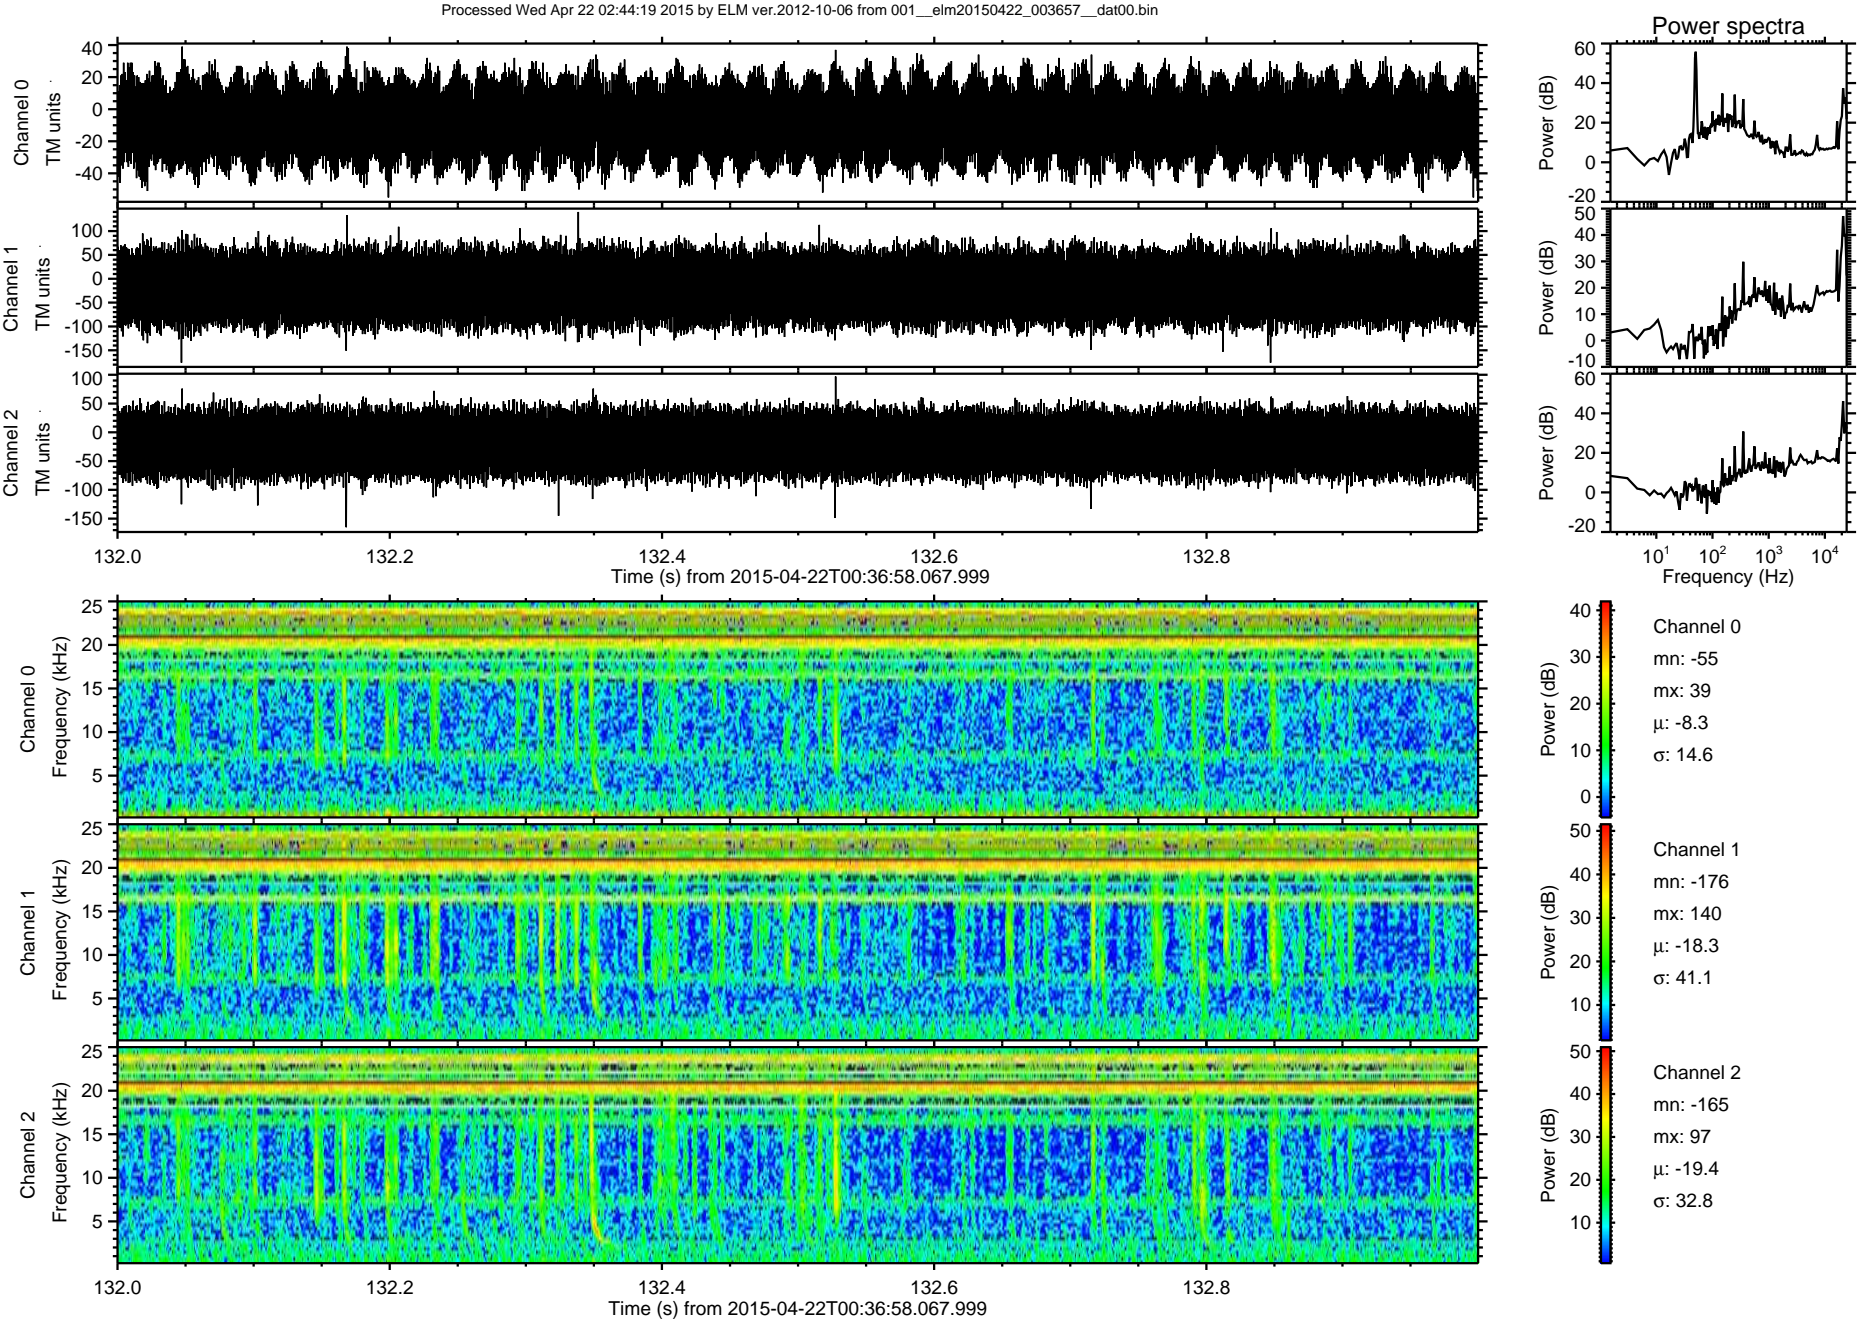 Processed Wed Apr 22 02:44:19 2015 by ELM ver.2012-10-06 from 001__elm20150422_003657__dat00.bin
Power spectra
Channel 0
TM units
40
20
0
-20
-40
Power (dB)
60
40
20
0
-20
Channel 1
TM units
100
50
0
-50
-100
-150
Power (dB)
50
40
30
20
10
0
-10
Channel 2
TM units
100
50
0
-50
-100
-150
Power (dB)
60
40
20
0
-20
132.0 132.2 132.4 132.6 132.8
Time (s) from 2015-04-22T00:36:58.067.999
10^1 10^2 10^3 10^4
Frequency (Hz)
Channel 0
Frequency (kHz)
25
20
15
10
5
Power (dB)
40
30
20
10
0
Channel 0
mn: -55
mx: 39
µ: -8.3
σ: 14.6
Channel 1
Frequency (kHz)
25
20
15
10
5
Power (dB)
50
40
30
20
10
Channel 1
mn: -176
mx: 140
µ: -18.3
σ: 41.1
Channel 2
Frequency (kHz)
25
20
15
10
5
Power (dB)
50
40
30
20
10
Channel 2
mn: -165
mx: 97
µ: -19.4
σ: 32.8
132.0 132.2 132.4 132.6 132.8
Time (s) from 2015-04-22T00:36:58.067.999